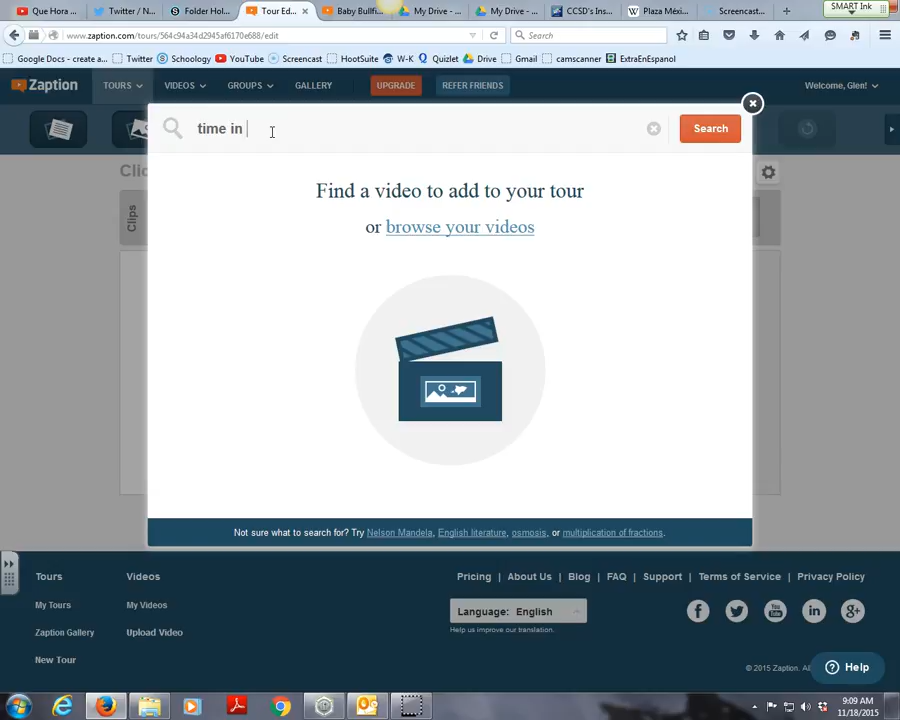 Que Hora ...
Twitter / N...
Folder Hol...
Tour Ed...
Baby Bullfi...
My Drive - ...
My Drive - ...
CCSD's Ins...
Plaza Méxi...
Screencast...
SMART Ink
www.zaption.com/tours/564c94a34d2945af6170e688/edit
Search
Google Docs - create a...
Twitter
Schoology
YouTube
Screencast
HootSuite
W-K
Quizlet
Drive
Gmail
camscanner
ExtraEnEspanol
Zaption
TOURS
VIDEOS
GROUPS
GALLERY
UPGRADE
REFER FRIENDS
Welcome, Glen!
time in
Search
Clic
Clips
Find a video to add to your tour
or browse your videos
Not sure what to search for? Try Nelson Mandela, English literature, osmosis, or multiplication of fractions.
Tours
Videos
Pricing | About Us | Blog | FAQ | Support | Terms of Service | Privacy Policy
My Tours
My Videos
Language: English
Zaption Gallery
Upload Video
Help us improve our translation.
New Tour
© 2015 Zaption. All
Help
9:09 AM
11/18/2015